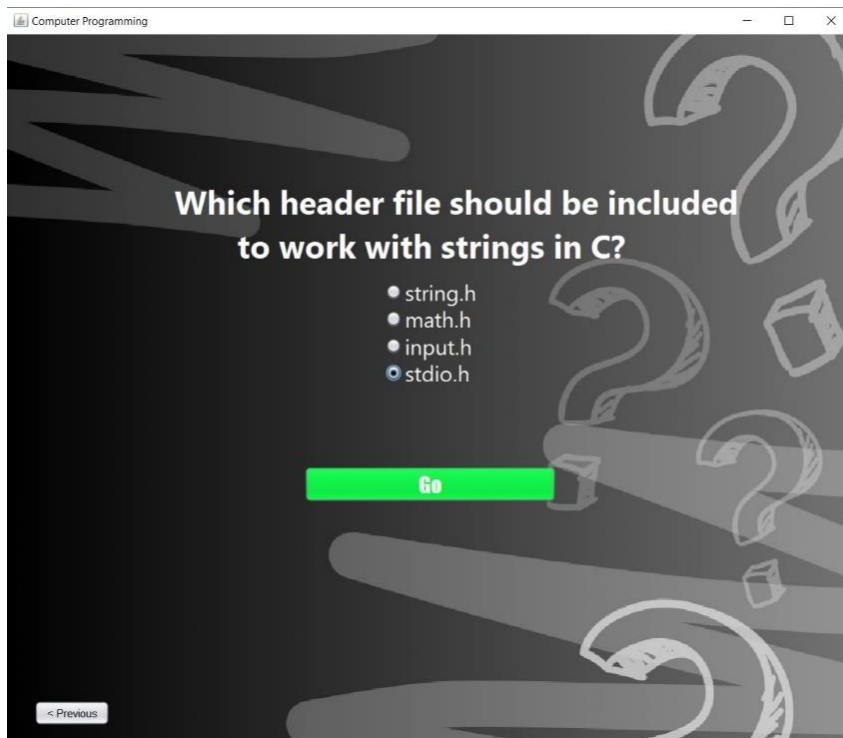 Computer Programming
Which header file should be included
to work with strings in C?
string.h
math.h
input.h
stdio.h
Go
< Previous